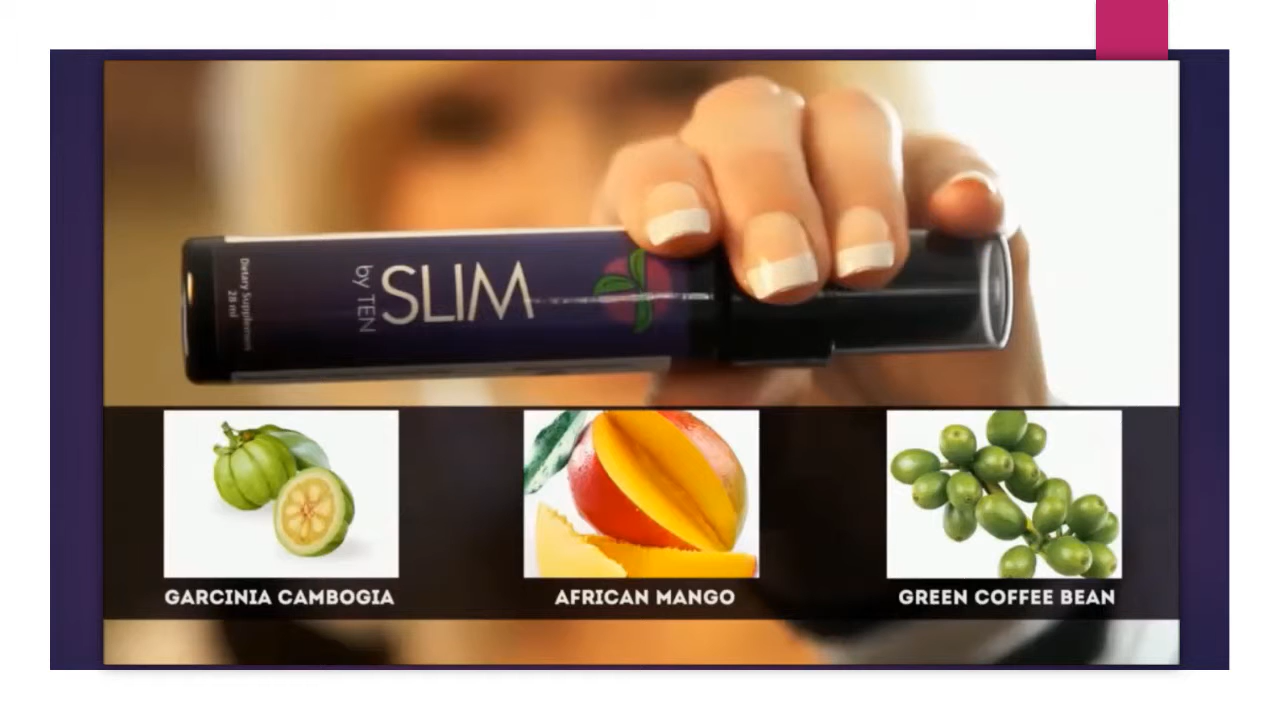 SLIM
by TEN
Dietary Supplement
28 ml
GARCINIA CAMBOGIA
AFRICAN MANGO
GREEN COFFEE BEAN